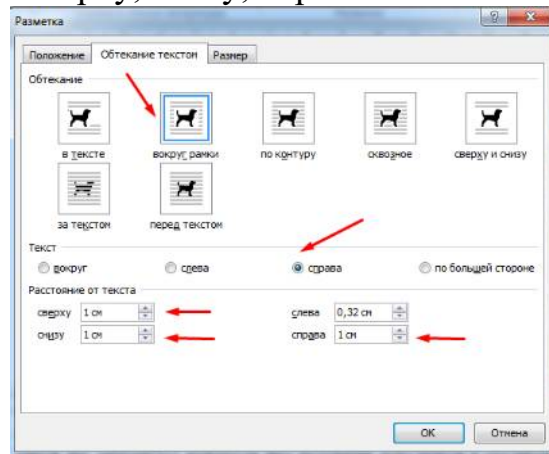 Разметка
Положение Обтекание текстом Размер
Обтекание
в тексте вокруг рамки по контуру сквозное сверху и снизу
за текстом перед текстом
Текст
вокруг слева справа по большей стороне
Расстояние от текста
сверху 1 см слева 0,32 см
снизу 1 см справа 1 см
OK Отмена